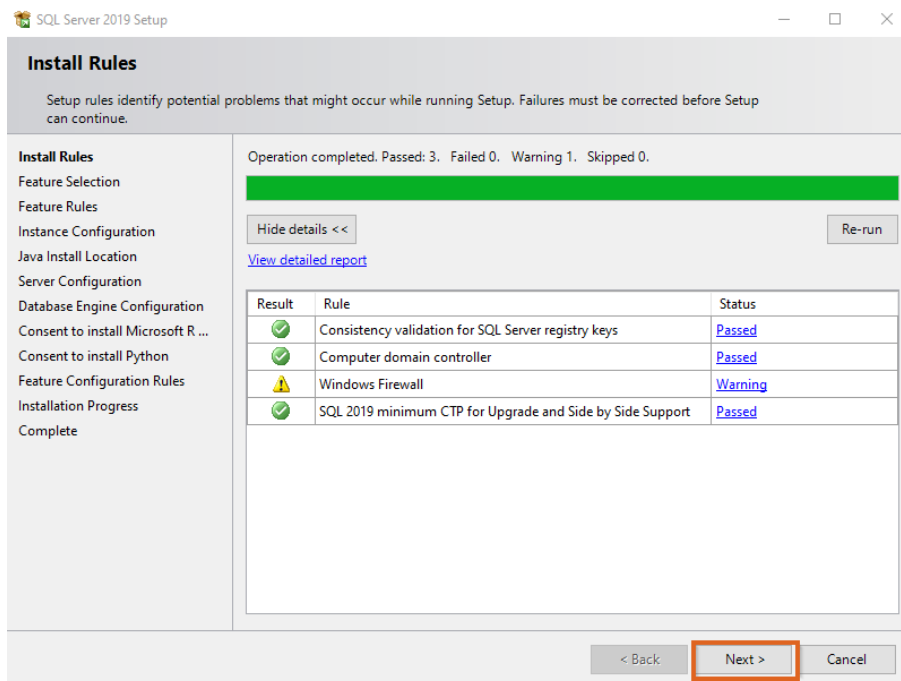 SQL Server 2019 Setup
Install Rules
Setup rules identify potential problems that might occur while running Setup. Failures must be corrected before Setup
can continue.
Install Rules
Feature Selection
Feature Rules
Instance Configuration
Java Install Location
Server Configuration
Database Engine Configuration
Consent to install Microsoft R ...
Consent to install Python
Feature Configuration Rules
Installation Progress
Complete
Operation completed. Passed: 3. Failed 0. Warning 1. Skipped 0.
Hide details << Re-run
View detailed report
Result Rule Status
Consistency validation for SQL Server registry keys Passed
Computer domain controller Passed
Windows Firewall Warning
SQL 2019 minimum CTP for Upgrade and Side by Side Support Passed
< Back Next > Cancel